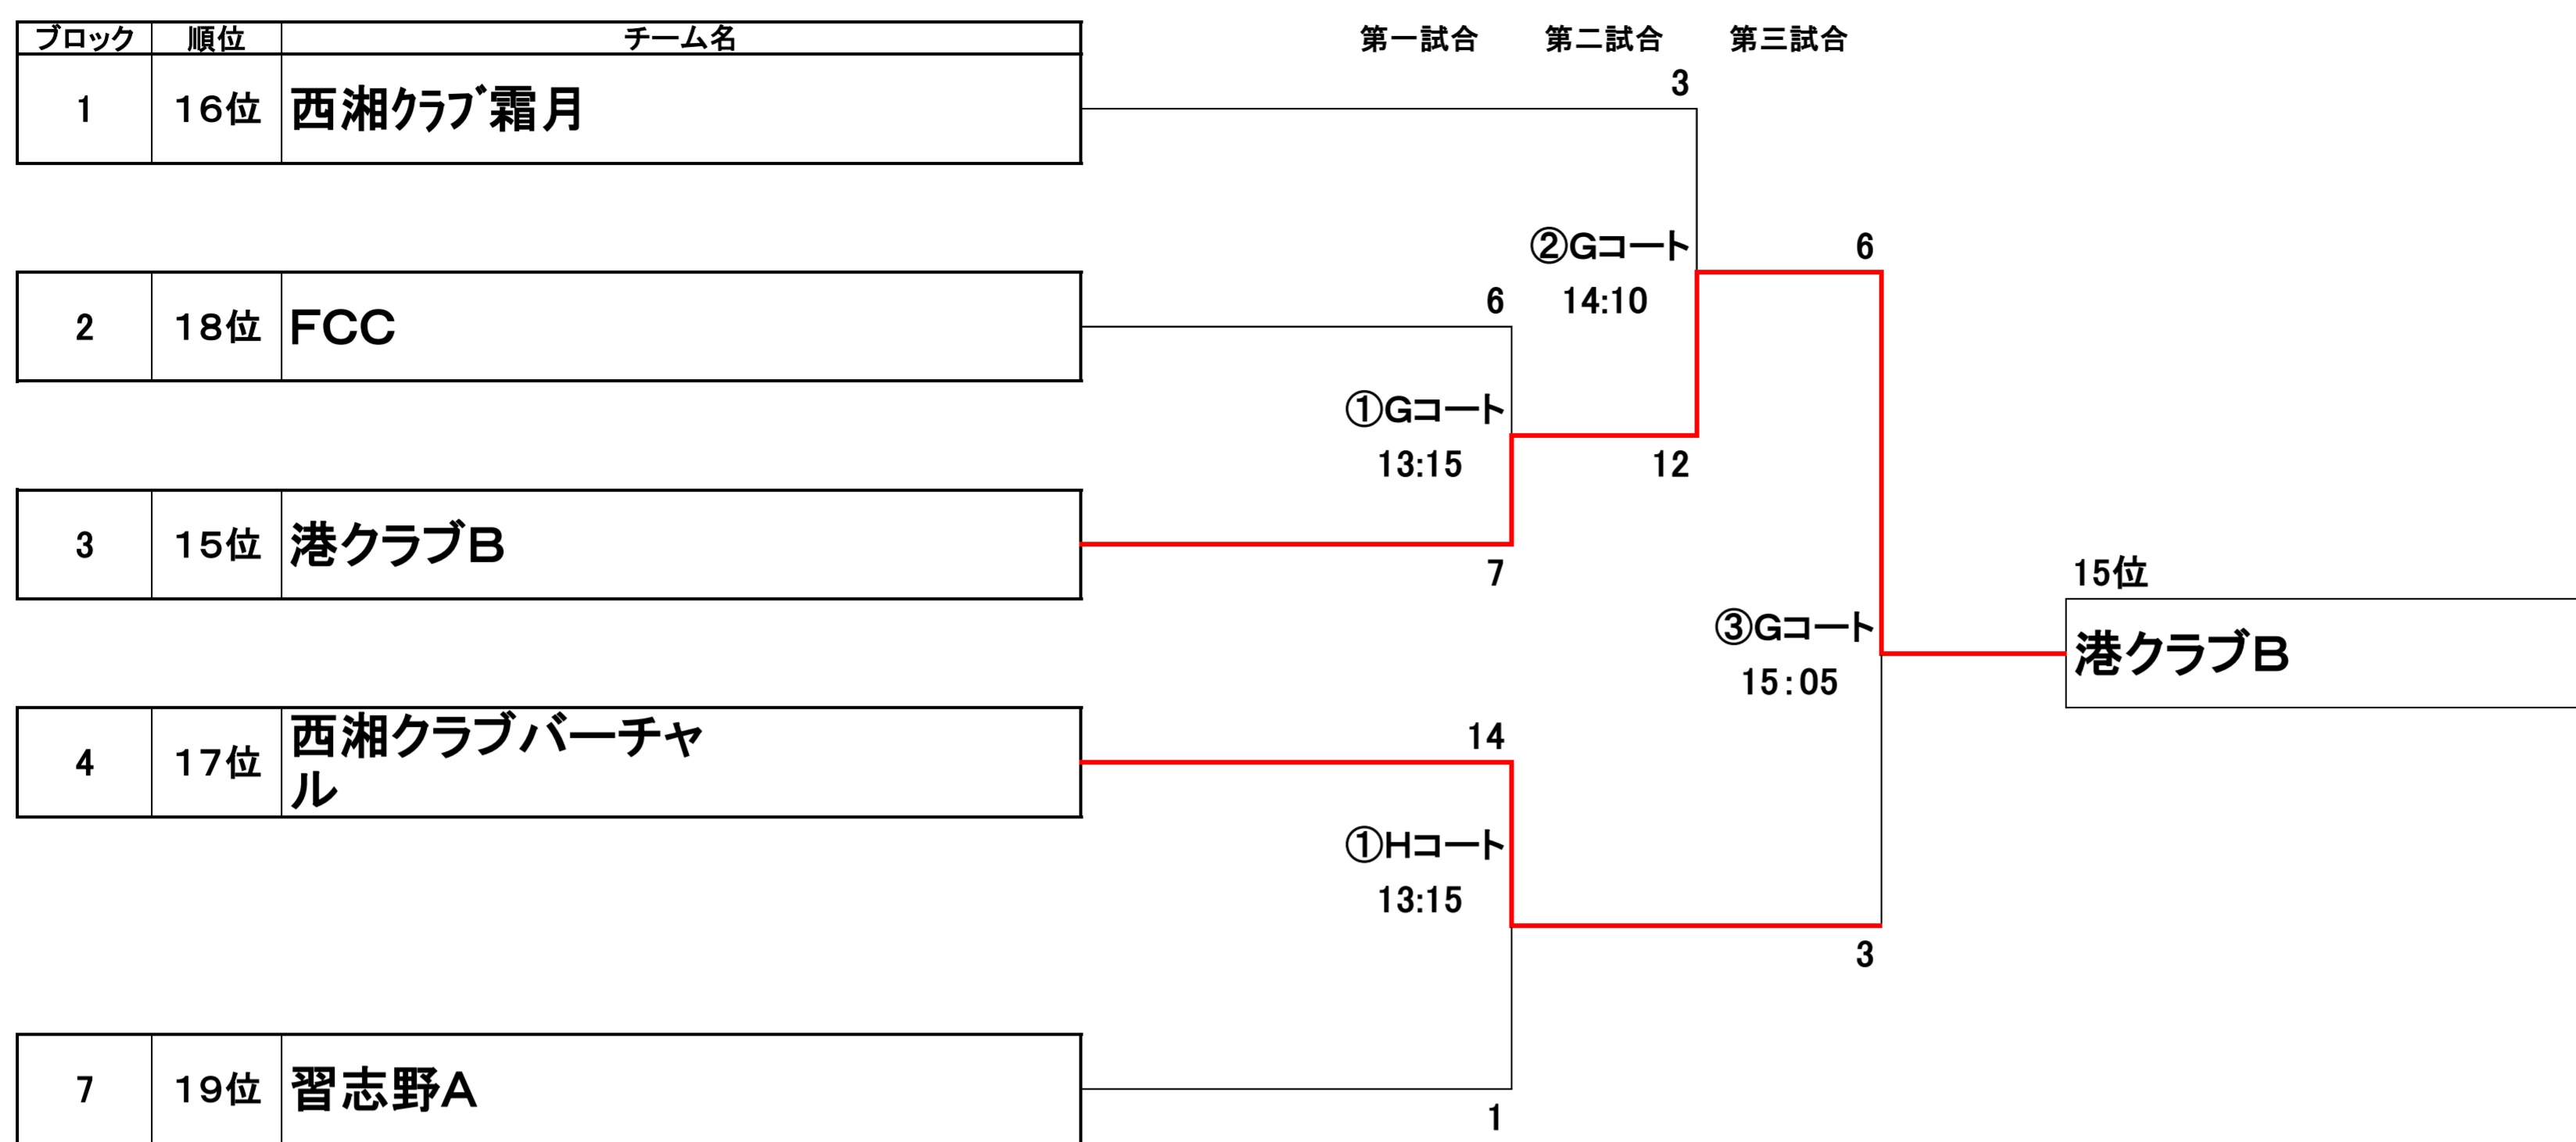 ブロック 順位 チーム名 第一試合 第二試合 第三試合
3
1 16位 西湘ｸﾗﾌﾞ霜月
②Gコート 6
6 14:10
2 18位 FCC
①Gコート
13:15 12
3 15位 港クラブB
7 15位
③Gコート
港クラブB
15:05
西湘クラブバーチャ
14
4 17位
ル
①Hコート
13:15
3
7 19位 習志野A
1